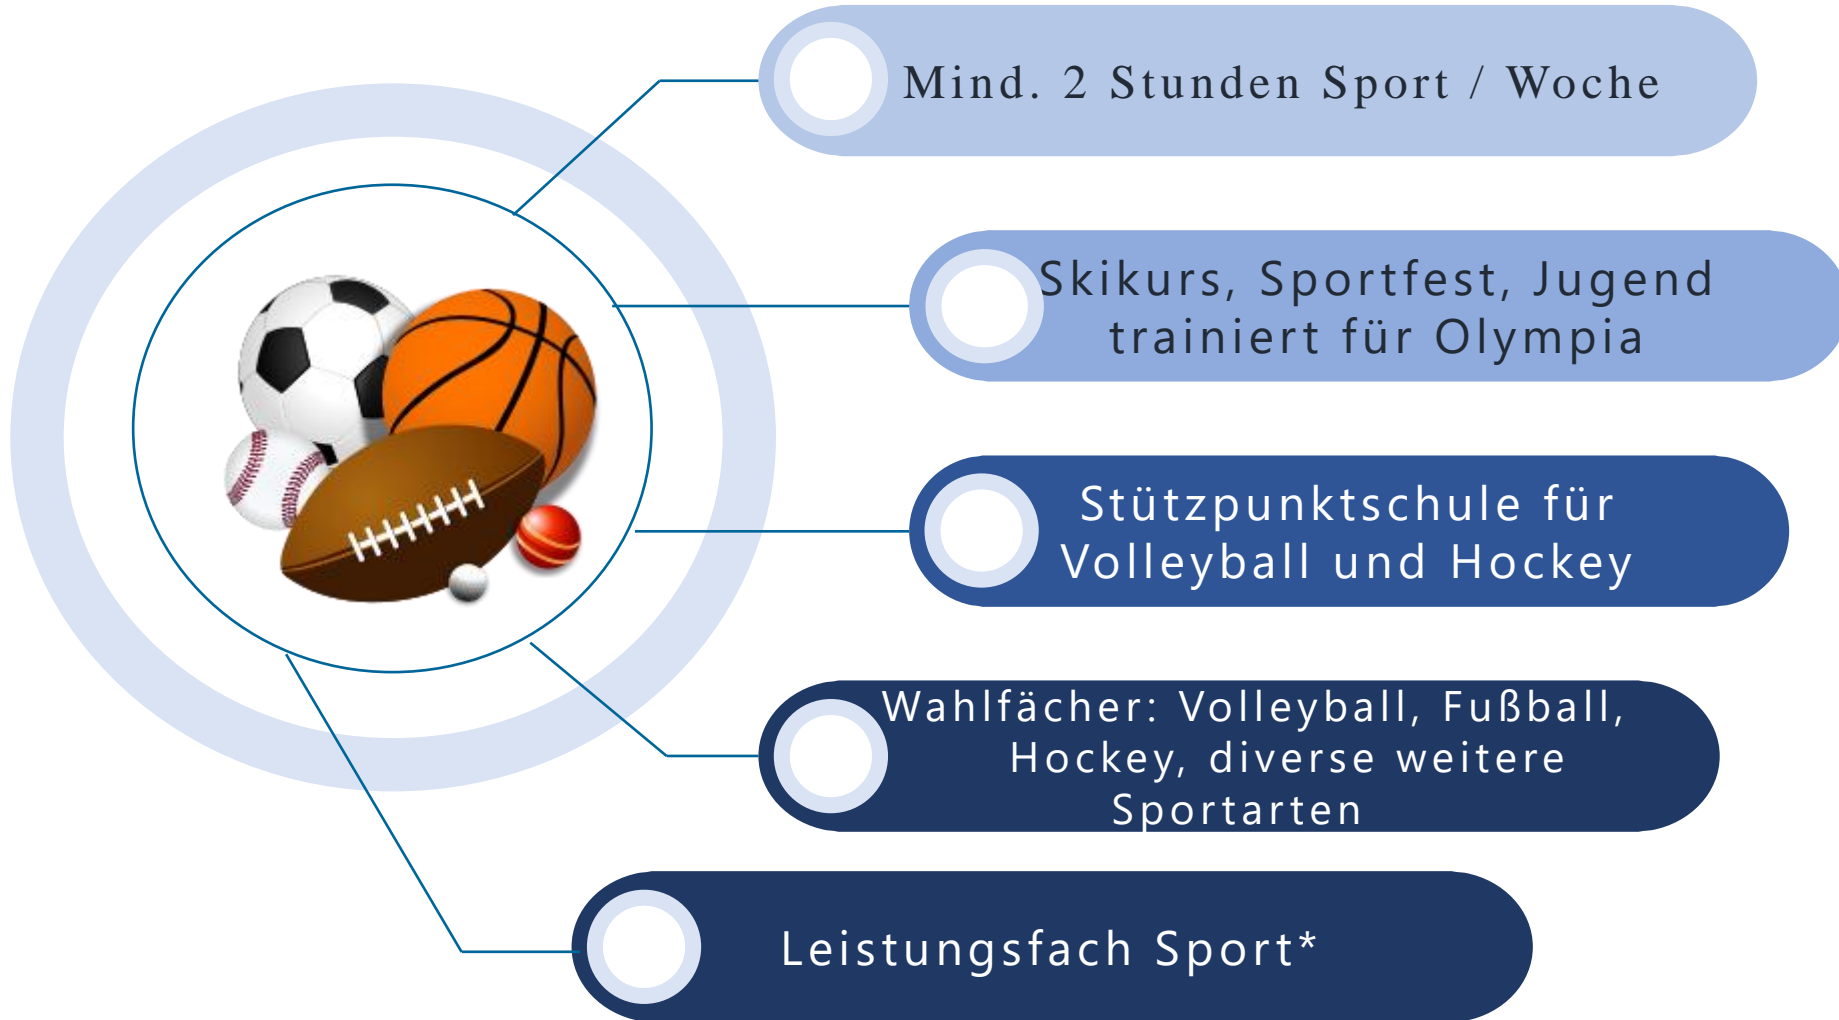 Mind. 2 Stunden Sport / Woche
Skikurs, Sportfest, Jugend
trainiert für Olympia
Stützpunktschule für
Volleyball und Hockey
Wahlfächer: Volleyball, Fußball,
Hockey, diverse weitere
Sportarten
Leistungsfach Sport*